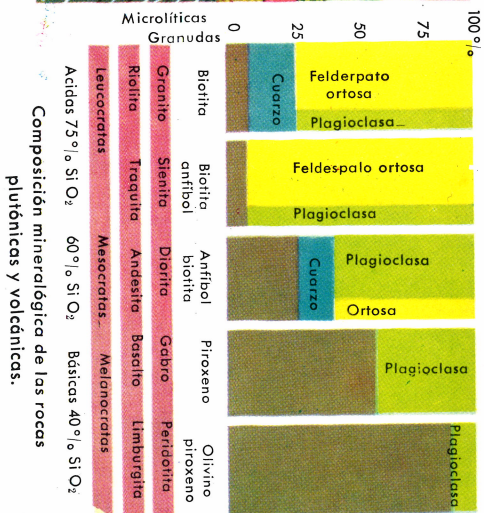 Microlíticas
Granudas
0
25
50
75
100°/o
Biotita
Granito
Riolita
Leucocratas
Acidas 75°/o Si O2
Cuarzo
Felderpato
ortosa
Plagioclasa
Biotita
anfibol
Sienita
Traquita
Feldespalo ortosa
Plagioclasa
Anfibol
biotita
Diorita
Andesita
Mesocratas
60°/o Si O2
Cuarzo
Plagioclasa
Ortosa
Piroxeno
Gabro
Basalto
Melanocratas
Básicas 40°/o Si O2
Plagioclasa
Olivino
piroxeno
Peridotita
Limburgita
Plagioclasa
Composición mineralógica de las rocas
plutónicas y volcánicas.